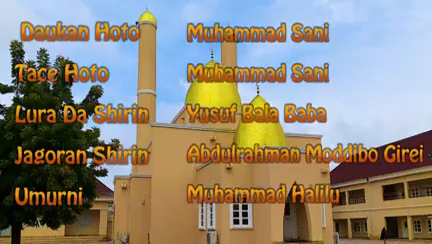 Daukan Hoto Muhammad Sani
Tace Hoto Muhammad Sani
Lura Da Shirin Yusuf Bala Baba
Jagoran Shirin Abdulrahman Moddibo Girei
Umurni Muhammad Halilu